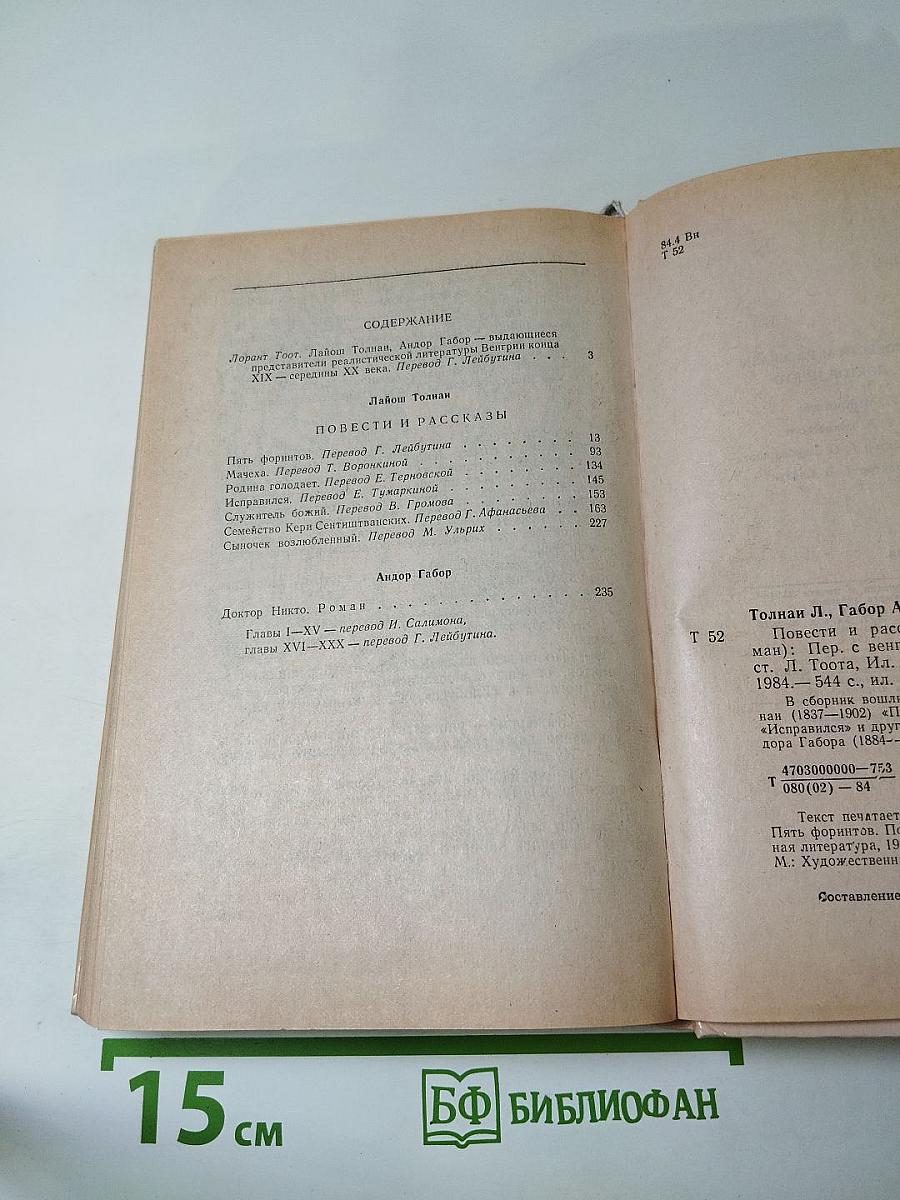 СОДЕРЖАНИЕ
Лорант Тоот. Лайош Толнаи, Андор Габор — выдающиеся
представители реалистической литературы Венгрии конца
XIX — середины XX века. Перевод Г. Лейбутина . . . 3
Лайош Толнаи
ПОВЕСТИ И РАССКАЗЫ
Пять форинтов. Перевод Г. Лейбутина . . . . . . . 13
Мачеха. Перевод Т. Воронкиной . . . . . . . . . 93
Родина голодает. Перевод Е. Терновской . . . . . . . 134
Исправился. Перевод Е. Тумаркиной . . . . . . . . 145
Служитель божий. Перевод В. Громова . . . . . . . 153
Семейство Кери Сентиштванских. Перевод Г. Афанасьева . . 163
Сыночек возлюбленный. Перевод М. Ульрих . . . . . . 227
Андор Габор
Доктор Никто. Роман . . . . . . . . . . . . . . . 235
Главы I—XV — перевод И. Салимона,
главы XVI—XXX — перевод Г. Лейбутина.
84.4 Вн
Т 52
Толнаи Л., Габор А
Т 52
Повести и расс
ман): Пер. с венг
ст. Л. Тоота, Ил.
1984.— 544 с., ил.
В сборник вошли
наи (1837—1902) «П
«Исправился» и друг
дора Габора (1884—
Т 4703000000—753
080(02) — 84
Текст печатает
Пять форинтов. По
ная литература, 19
М.: Художественн
Составление
15 см
БФ БИБЛИОФАН